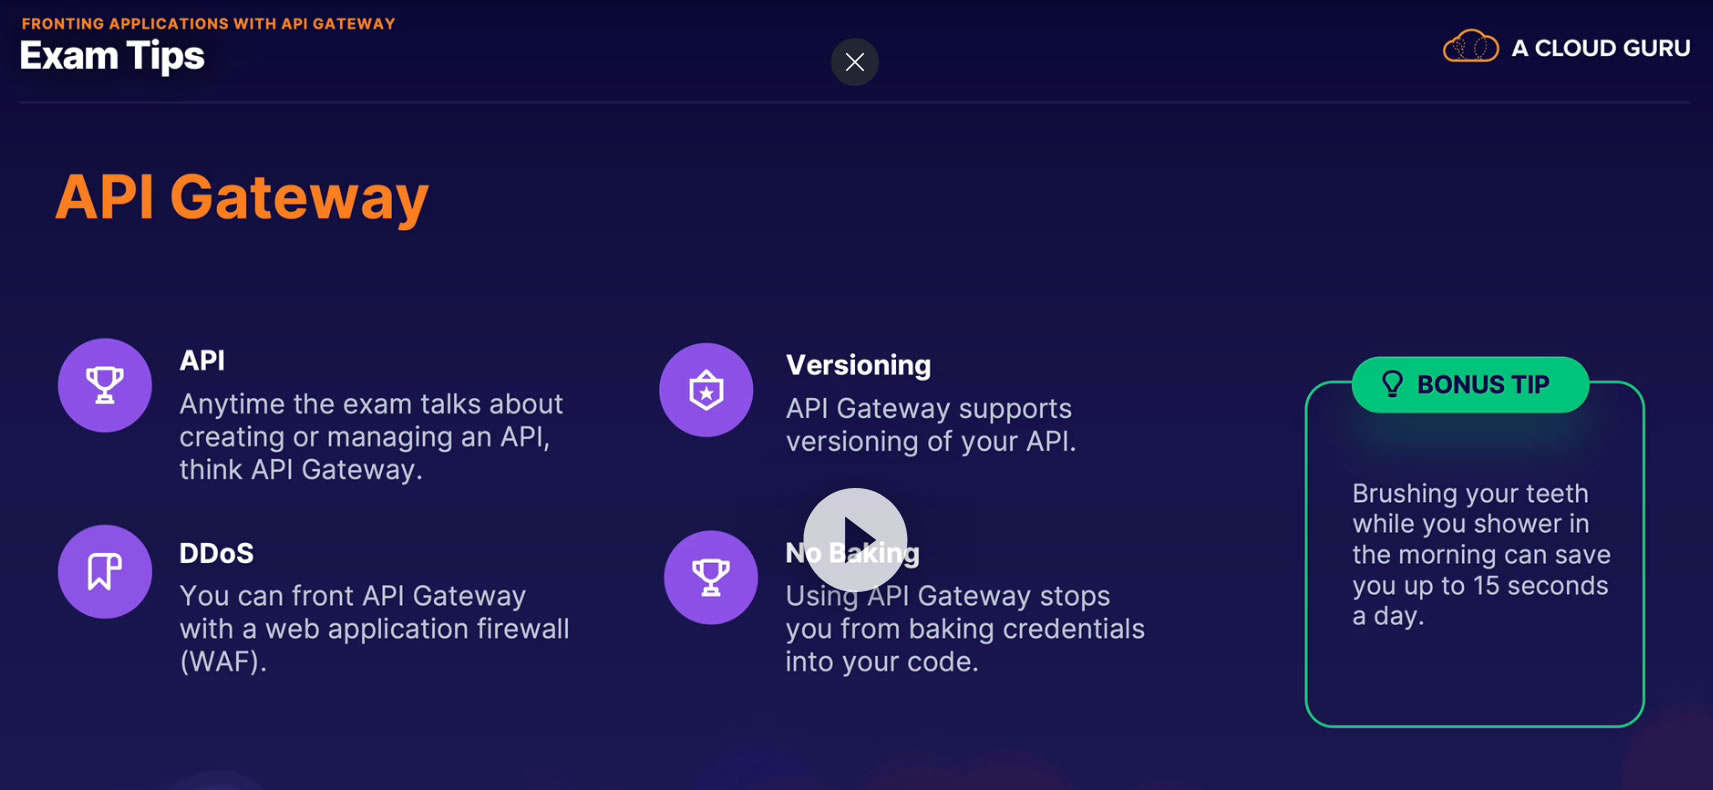 FRONTING APPLICATIONS WITH API GATEWAY
Exam Tips
A CLOUD GURU
API Gateway
API
Anytime the exam talks about
creating or managing an API,
think API Gateway.
DDoS
You can front API Gateway
with a web application firewall
(WAF).
Versioning
API Gateway supports
versioning of your API.
No Baking
Using API Gateway stops
you from baking credentials
into your code.
BONUS TIP
Brushing your teeth
while you shower in
the morning can save
you up to 15 seconds
a day.